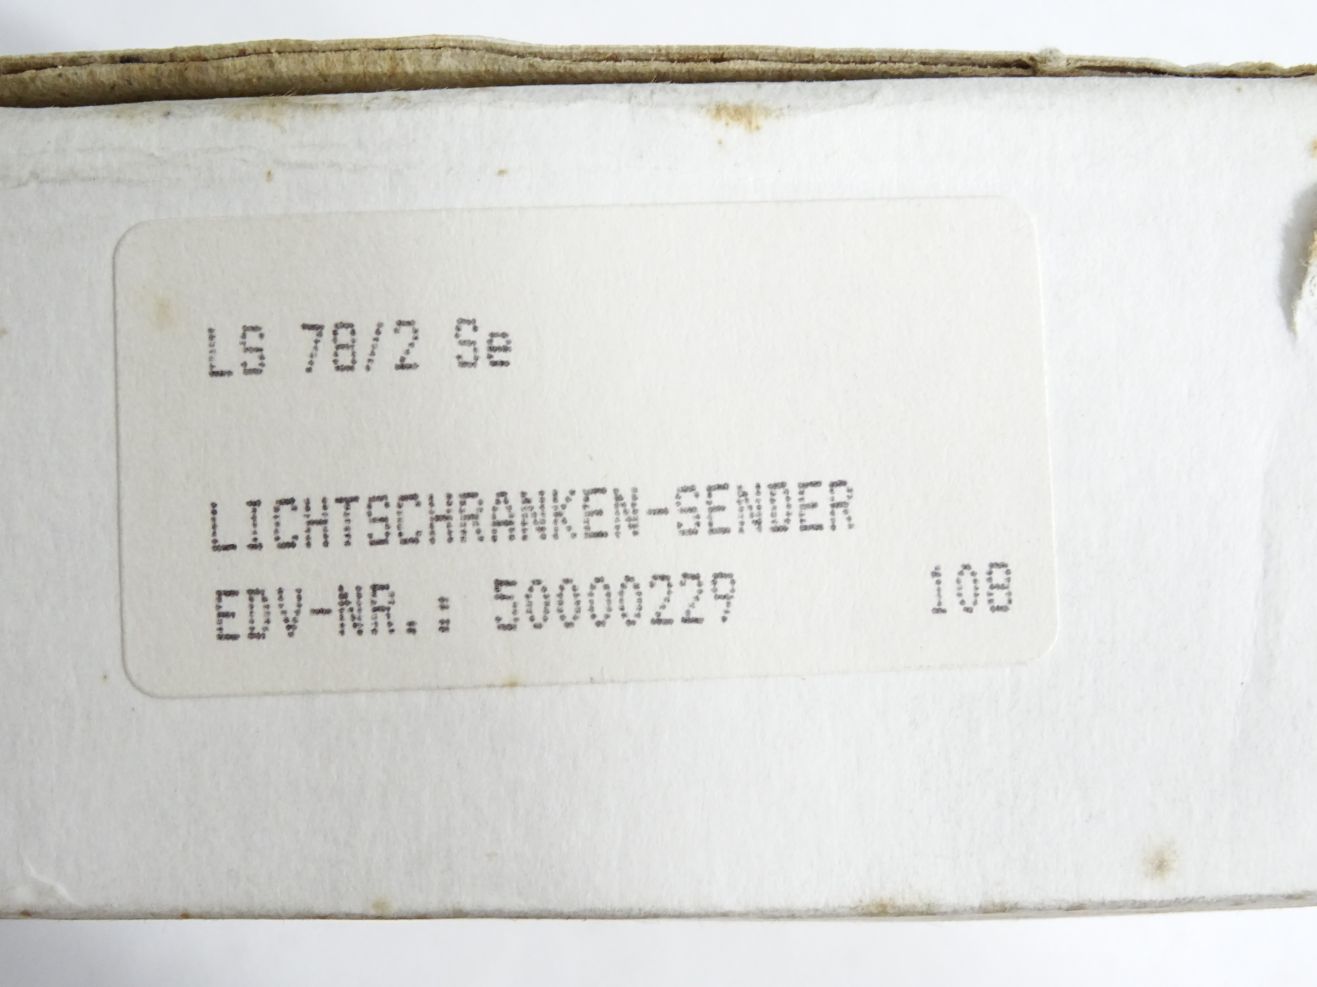 LS 78/2 Se
LICHTSCHRANKEN-SENDER
EDV-NR.: 50000229 108